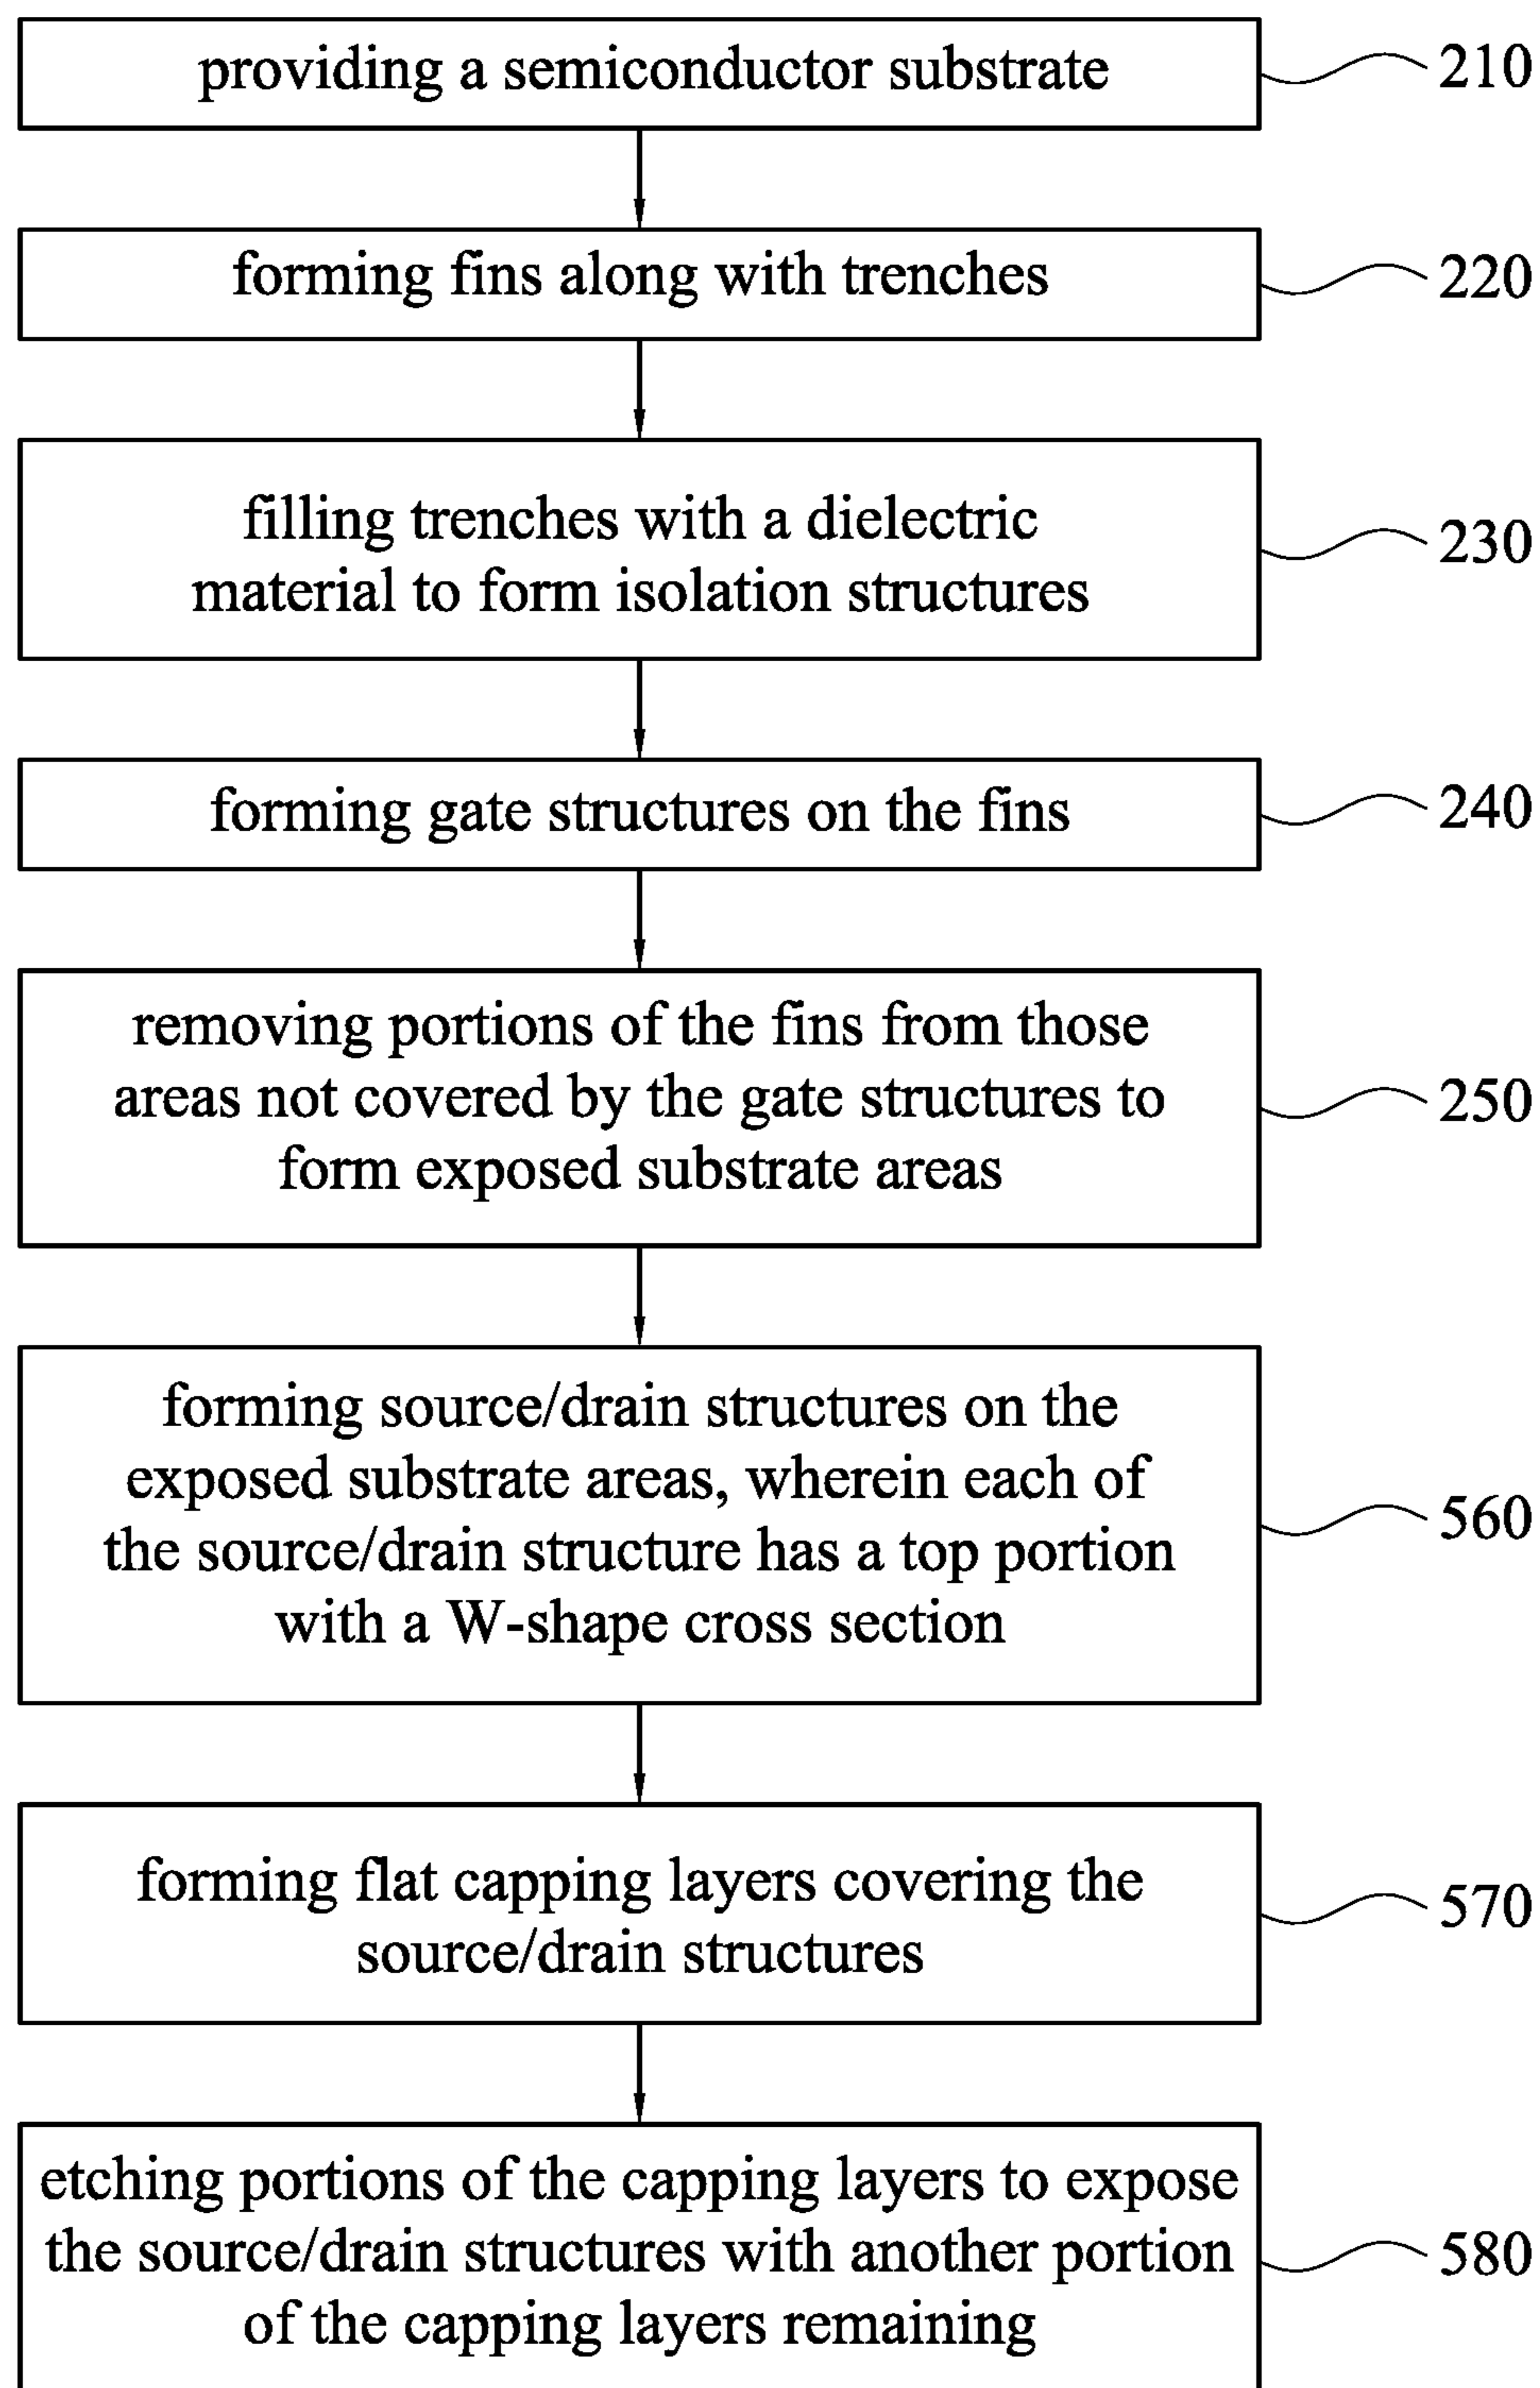 providing a semiconductor substrate
210
forming fins along with trenches
220
filling trenches with a dielectric
material to form isolation structures
230
forming gate structures on the fins
240
removing portions of the fins from those
areas not covered by the gate structures to
form exposed substrate areas
250
forming source/drain structures on the
exposed substrate areas, wherein each of
the source/drain structure has a top portion
with a W-shape cross section
560
forming flat capping layers covering the
source/drain structures
570
etching portions of the capping layers to expose
the source/drain structures with another portion
of the capping layers remaining
580